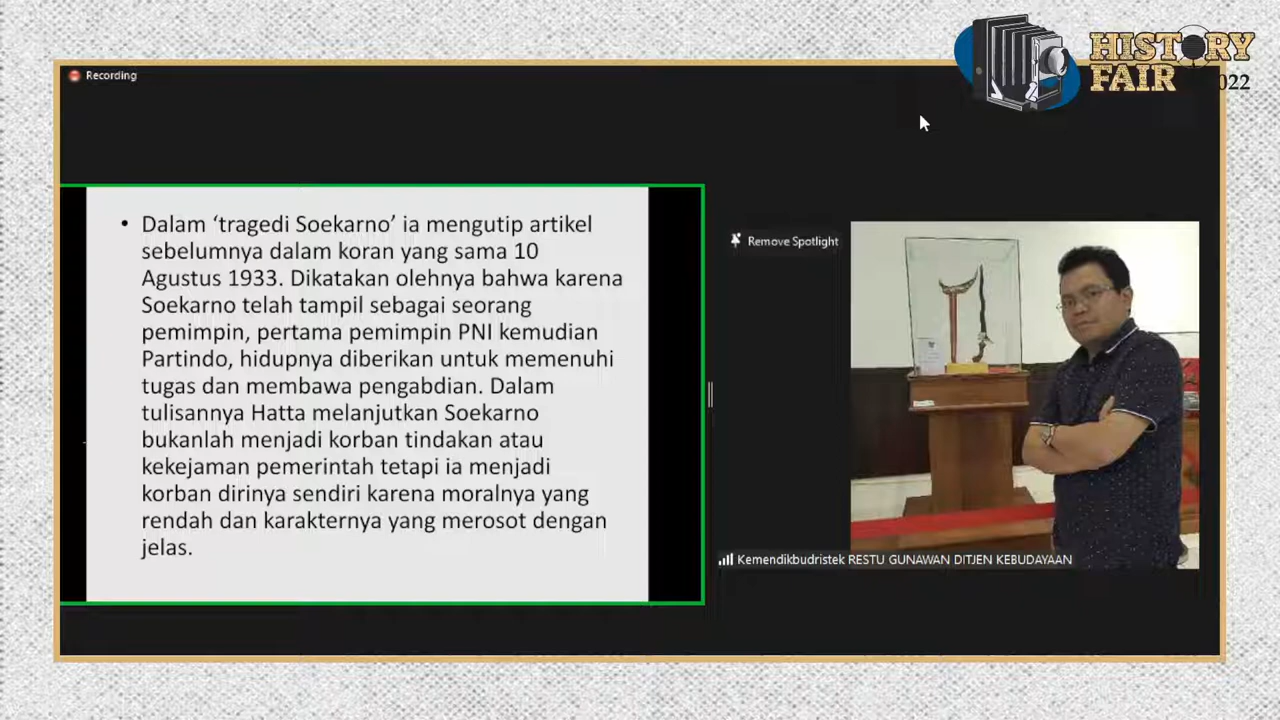 HISTORY
FAIR
022
Recording
• Dalam ‘tragedi Soekarno’ ia mengutip artikel
sebelumnya dalam koran yang sama 10
Agustus 1933. Dikatakan olehnya bahwa karena
Soekarno telah tampil sebagai seorang
pemimpin, pertama pemimpin PNI kemudian
Partindo, hidupnya diberikan untuk memenuhi
tugas dan membawa pengabdian. Dalam
tulisannya Hatta melanjutkan Soekarno
bukanlah menjadi korban tindakan atau
kekejaman pemerintah tetapi ia menjadi
korban dirinya sendiri karena moralnya yang
rendah dan karakternya yang merosot dengan
jelas.
Remove Spotlight
Kemendikbudristek RESTU GUNAWAN DITJEN KEBUDAYAAN